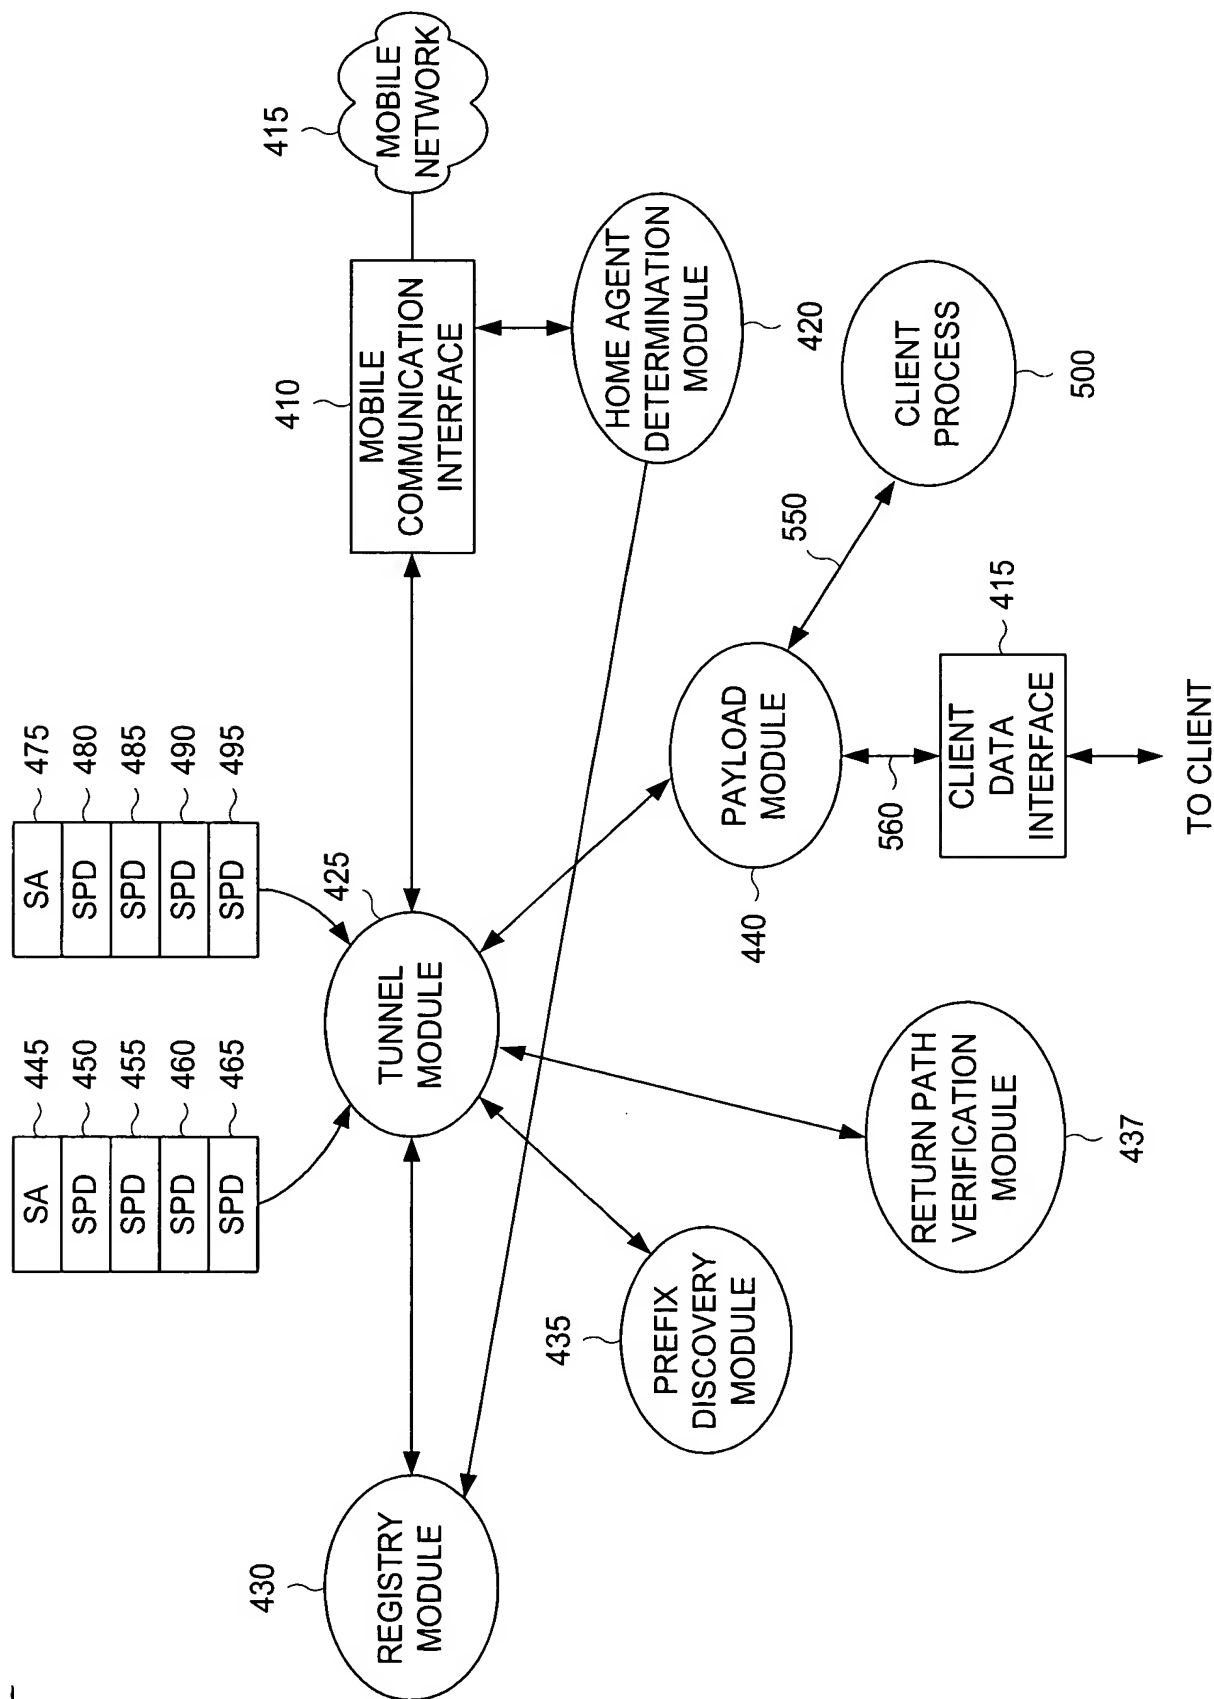 SA
SPD
SPD
SPD
SPD
445
450
455
460
465
SA
SPD
SPD
SPD
SPD
475
480
485
490
495
430
REGISTRY
MODULE
425
TUNNEL
MODULE
410
MOBILE
COMMUNICATION
INTERFACE
415
MOBILE
NETWORK
HOME AGENT
DETERMINATION
MODULE
420
435
PREFIX
DISCOVERY
MODULE
RETURN PATH
VERIFICATION
MODULE
437
PAYLOAD
MODULE
440
550
CLIENT
PROCESS
500
560
CLIENT
DATA
INTERFACE
415
TO CLIENT